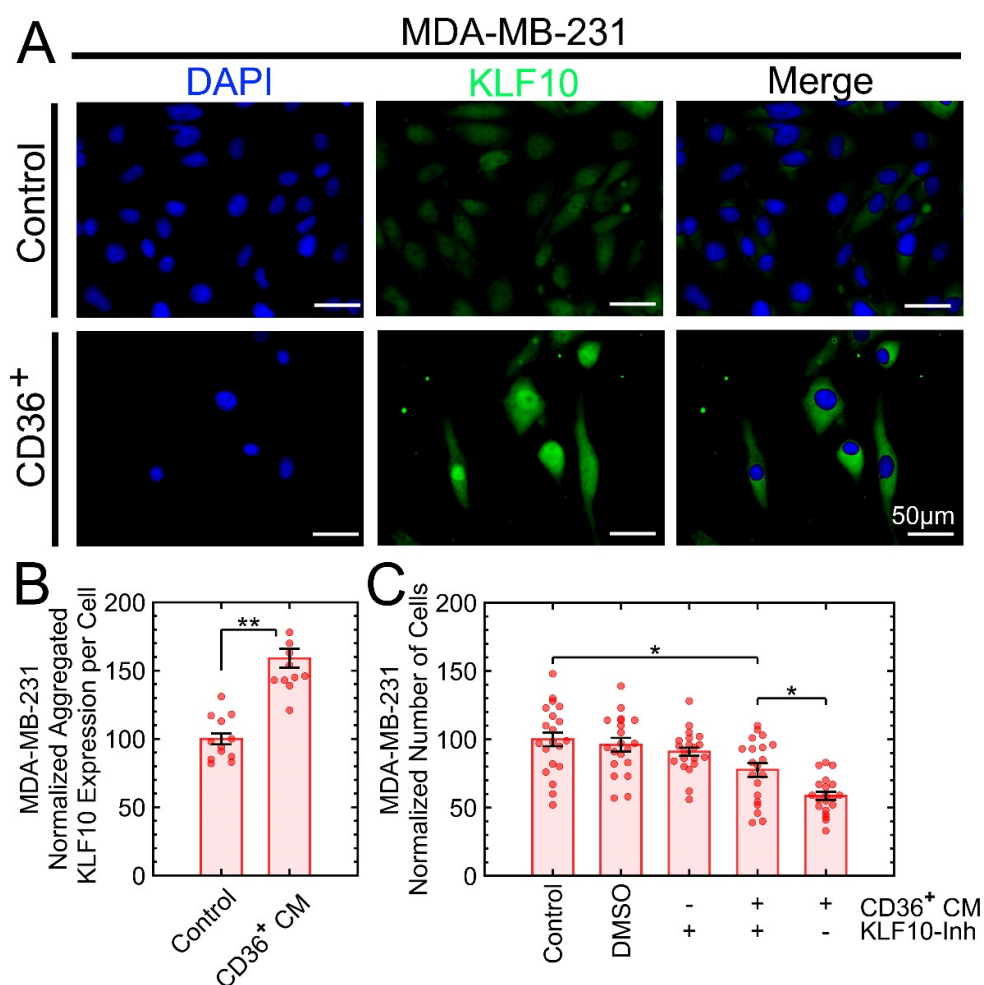 A
MDA-MB-231
DAPI
KLF10
Merge
Control
CD36+
50μm
B
MDA-MB-231
Normalized Aggregated
KLF10 Expression per Cell
200
150
100
50
0
**
Control
CD36+ CM
C
MDA-MB-231
Normalized Number of Cells
200
150
100
50
0
*
*
Control
DMSO
- + + CD36+ CM
+ + - KLF10-Inh